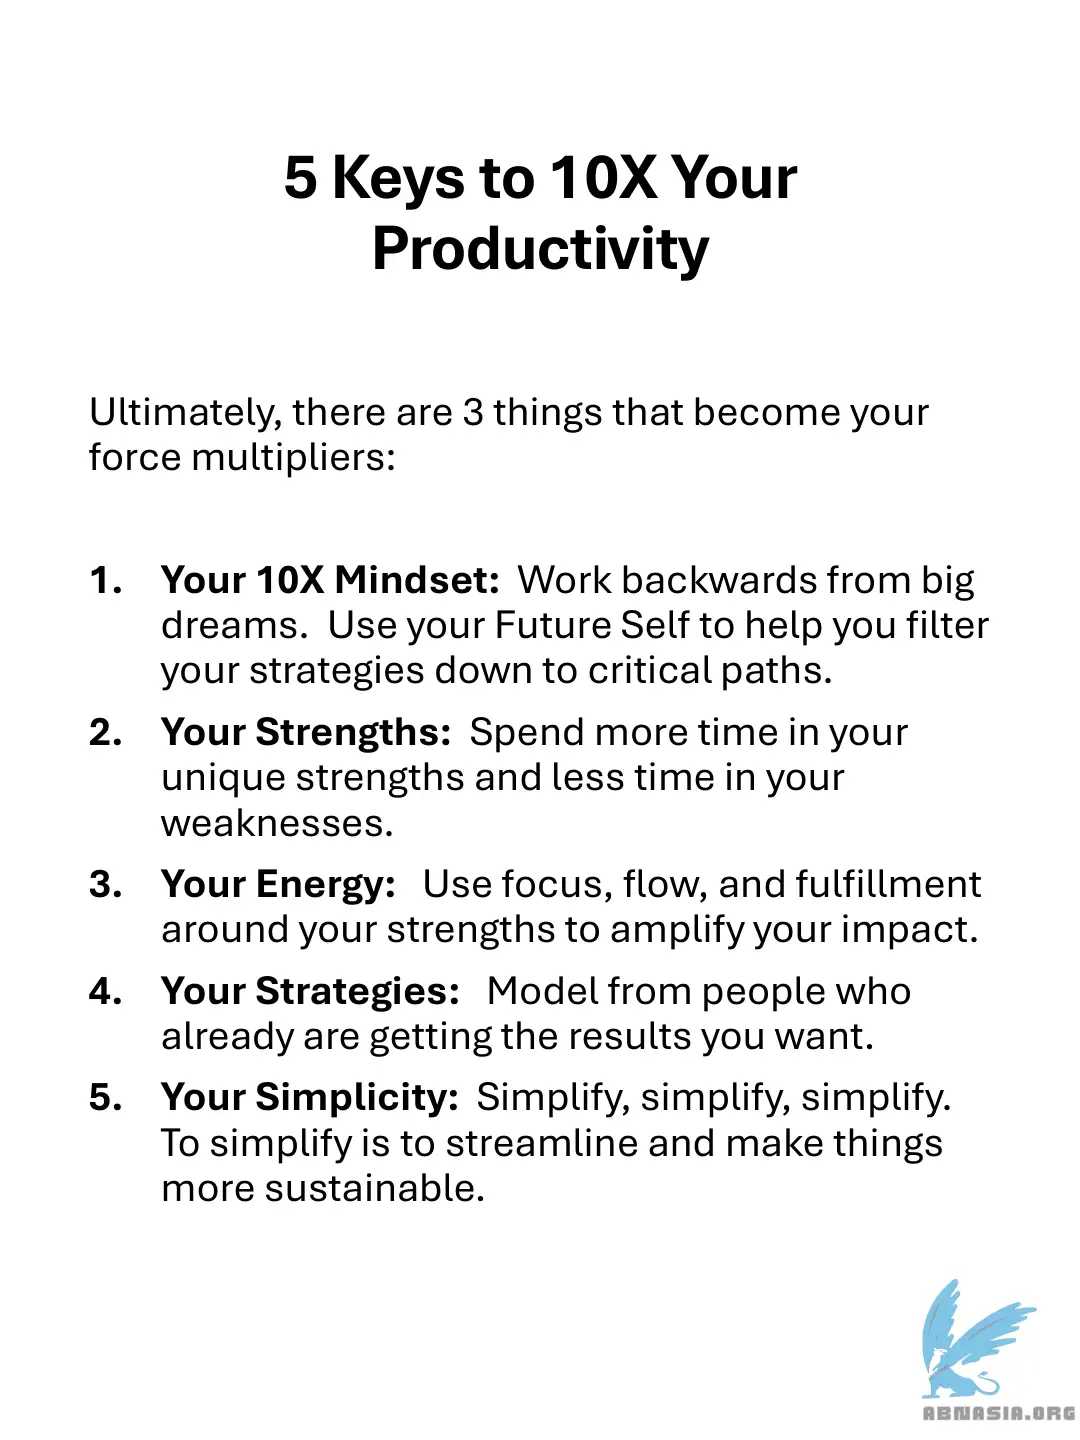 5 Keys to 10X Your
Productivity
Ultimately, there are 3 things that become your
force multipliers:
1. Your 10X Mindset: Work backwards from big
dreams. Use your Future Self to help you filter
your strategies down to critical paths.
2. Your Strengths: Spend more time in your
unique strengths and less time in your
weaknesses.
3. Your Energy: Use focus, flow, and fulfillment
around your strengths to amplify your impact.
4. Your Strategies: Model from people who
already are getting the results you want.
5. Your Simplicity: Simplify, simplify, simplify.
To simplify is to streamline and make things
more sustainable.
ABNASIA.ORG